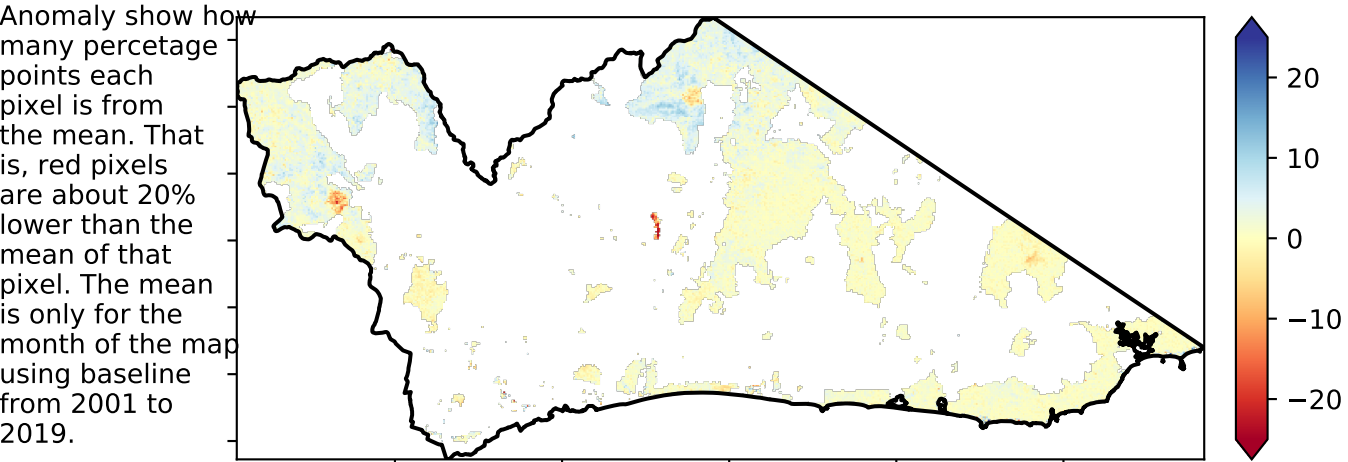 Anomaly show how
many percetage
points each
pixel is from
the mean. That
is, red pixels
are about 20%
lower than the
mean of that
pixel. The mean
is only for the
month of the map
using baseline
from 2001 to
2019.
20
10
0
−10
−20